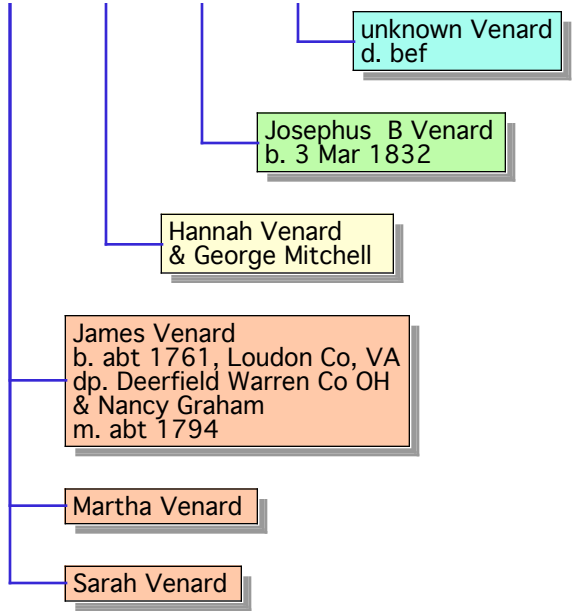 unknown Venard
d. bef
Josephus  B Venard
b. 3 Mar 1832
Hannah Venard
& George Mitchell
James Venard
b. abt 1761, Loudon Co, VA
dp. Deerfield Warren Co OH
& Nancy Graham
m. abt 1794
Martha Venard
Sarah Venard